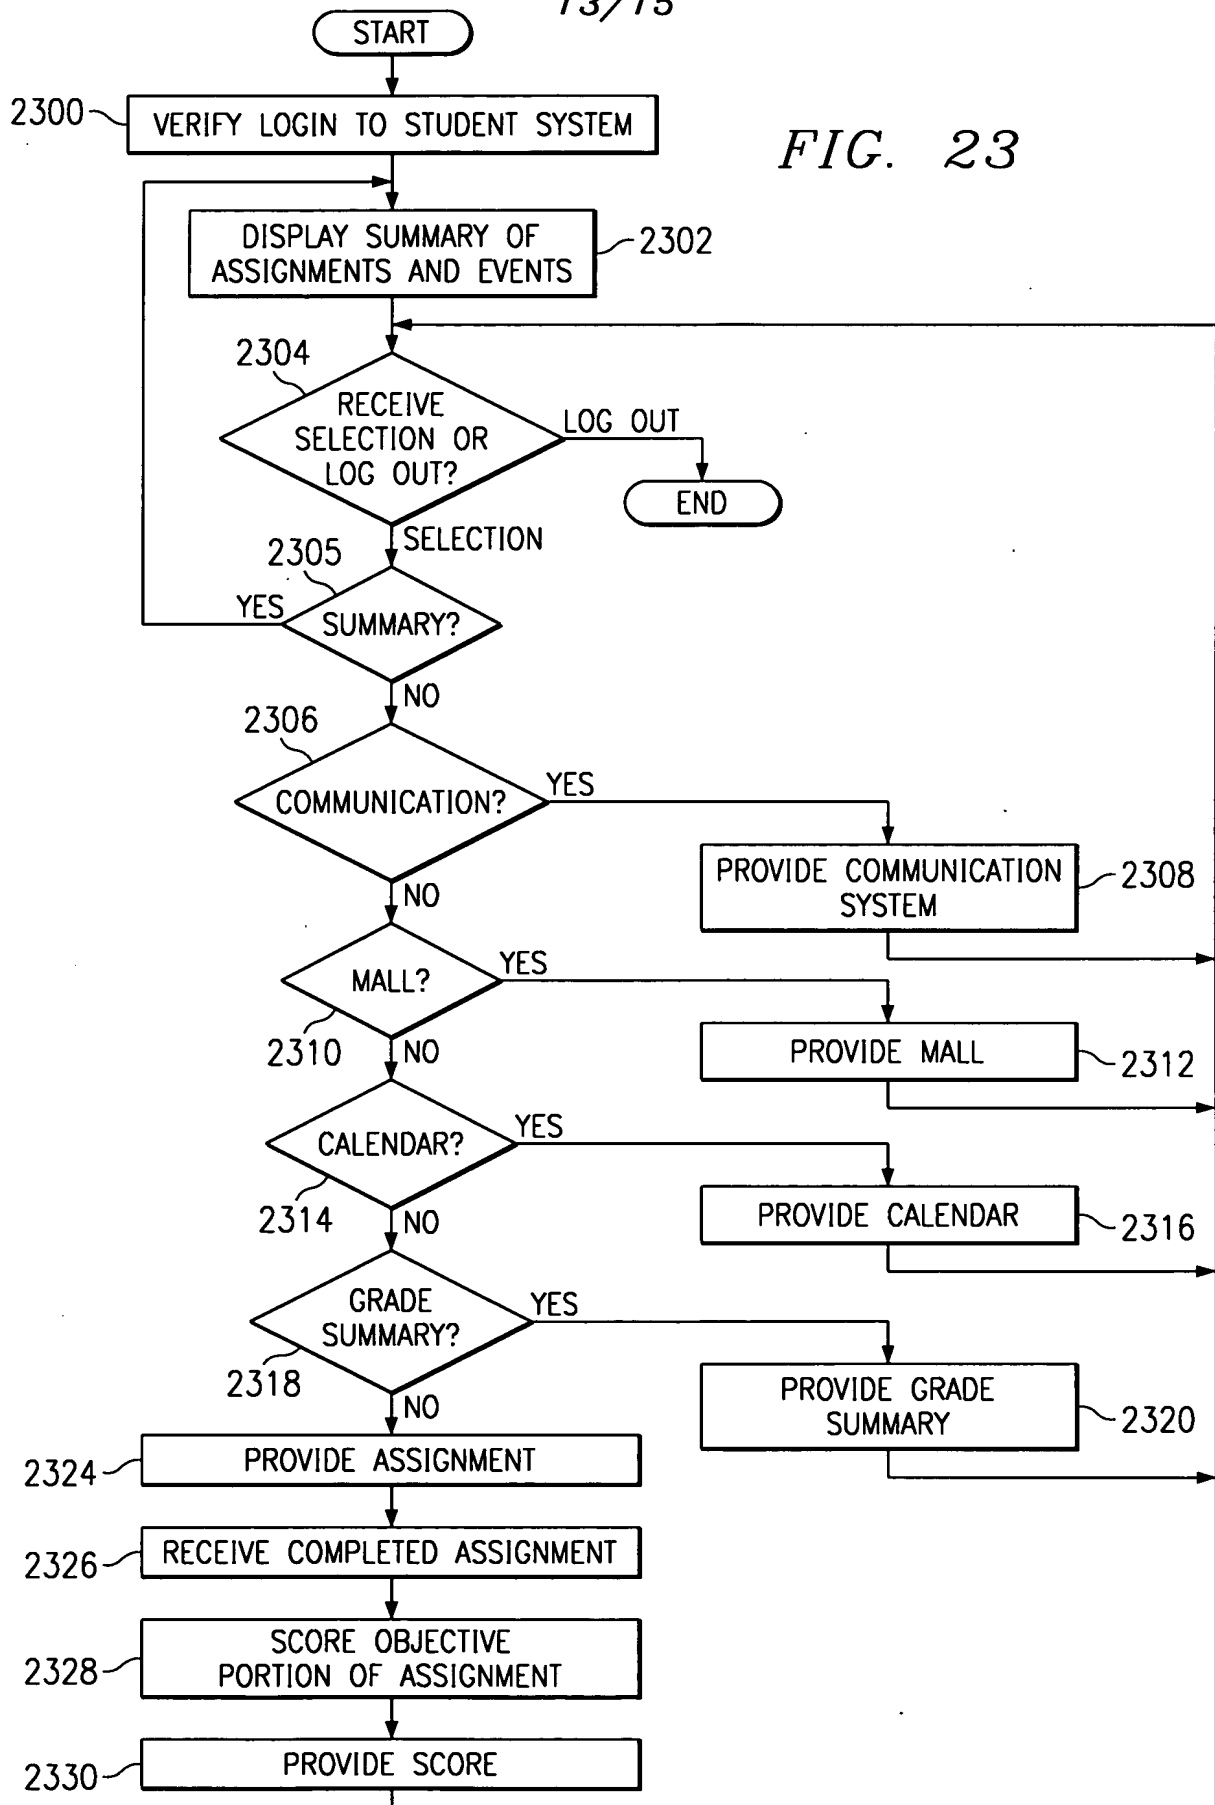 13/15
START
2300
VERIFY LOGIN TO STUDENT SYSTEM
FIG. 23
DISPLAY SUMMARY OF
ASSIGNMENTS AND EVENTS
2302
2304
RECEIVE
SELECTION OR
LOG OUT?
LOG OUT
END
SELECTION
2305
SUMMARY?
YES
NO
2306
COMMUNICATION?
YES
PROVIDE COMMUNICATION
SYSTEM
2308
NO
MALL?
YES
2310
NO
PROVIDE MALL
2312
CALENDAR?
YES
2314
NO
PROVIDE CALENDAR
2316
GRADE
SUMMARY?
YES
2318
NO
PROVIDE GRADE
SUMMARY
2320
PROVIDE ASSIGNMENT
2324
RECEIVE COMPLETED ASSIGNMENT
2326
SCORE OBJECTIVE
PORTION OF ASSIGNMENT
2328
PROVIDE SCORE
2330